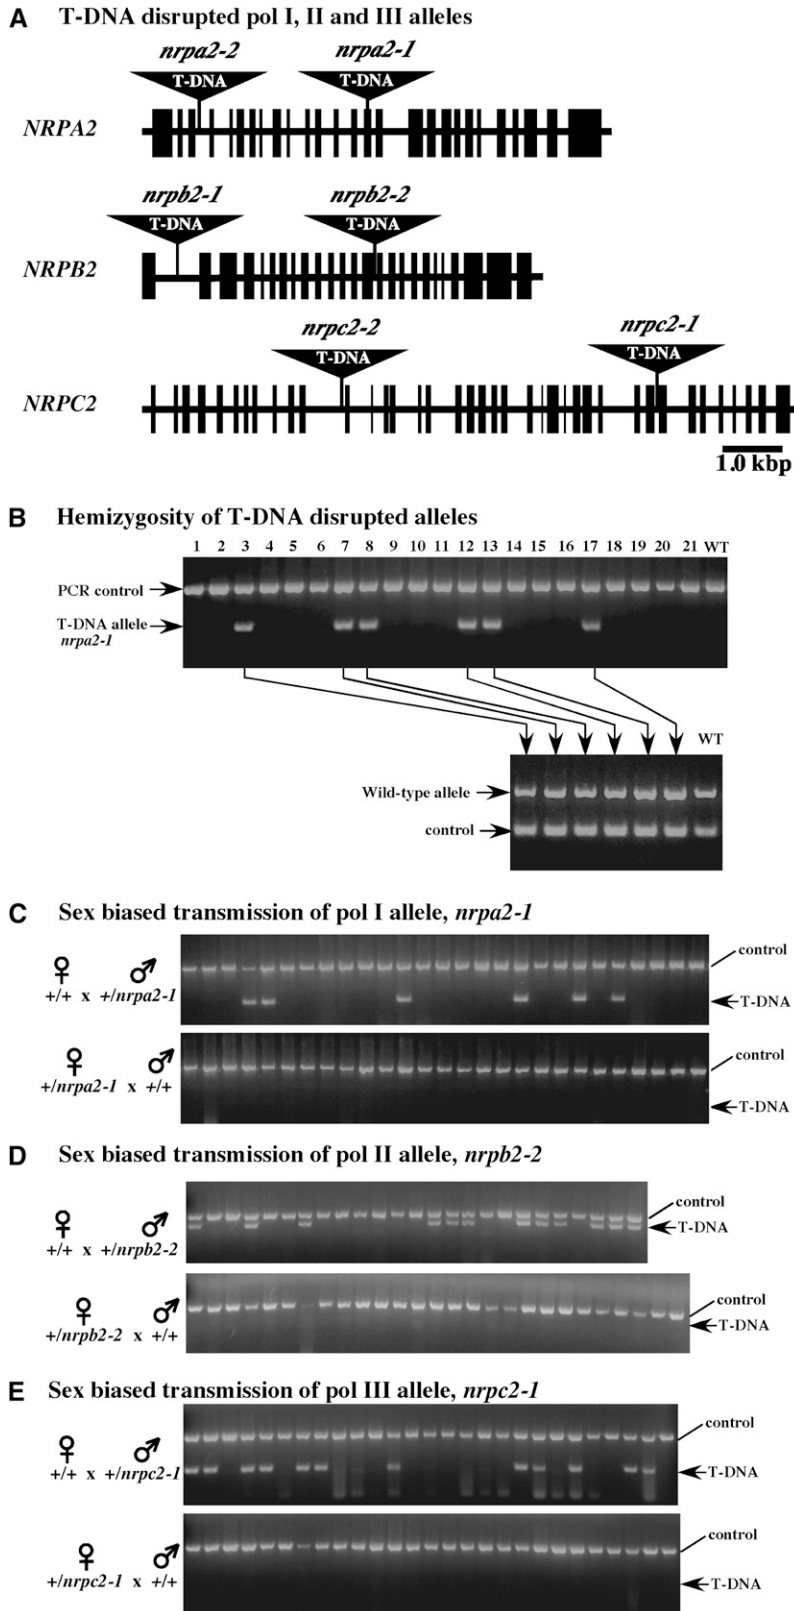 A T-DNA disrupted pol I, II and III alleles
nrpa2-2 nrpa2-1
T-DNA T-DNA
NRPA2
nrpb2-1 nrpb2-2
T-DNA T-DNA
NRPB2
nrpc2-2 nrpc2-1
T-DNA T-DNA
NRPC2
1.0 kbp
B Hemizygosity of T-DNA disrupted alleles
1 2 3 4 5 6 7 8 9 10 11 12 13 14 15 16 17 18 19 20 21 WT
PCR control
T-DNA allele
nrpa2-1
WT
Wild-type allele
control
C Sex biased transmission of pol I allele, nrpa2-1
♀ ♂
+/+ x +/nrpa2-1
control
T-DNA
♀ ♂
+/nrpa2-1 x +/+
control
T-DNA
D Sex biased transmission of pol II allele, nrpb2-2
♀ ♂
+/+ x +/nrpb2-2
control
T-DNA
♀ ♂
+/nrpb2-2 x +/+
control
T-DNA
E Sex biased transmission of pol III allele, nrpc2-1
♀ ♂
+/+ x +/nrpc2-1
control
T-DNA
♀ ♂
+/nrpc2-1 x +/+
control
T-DNA